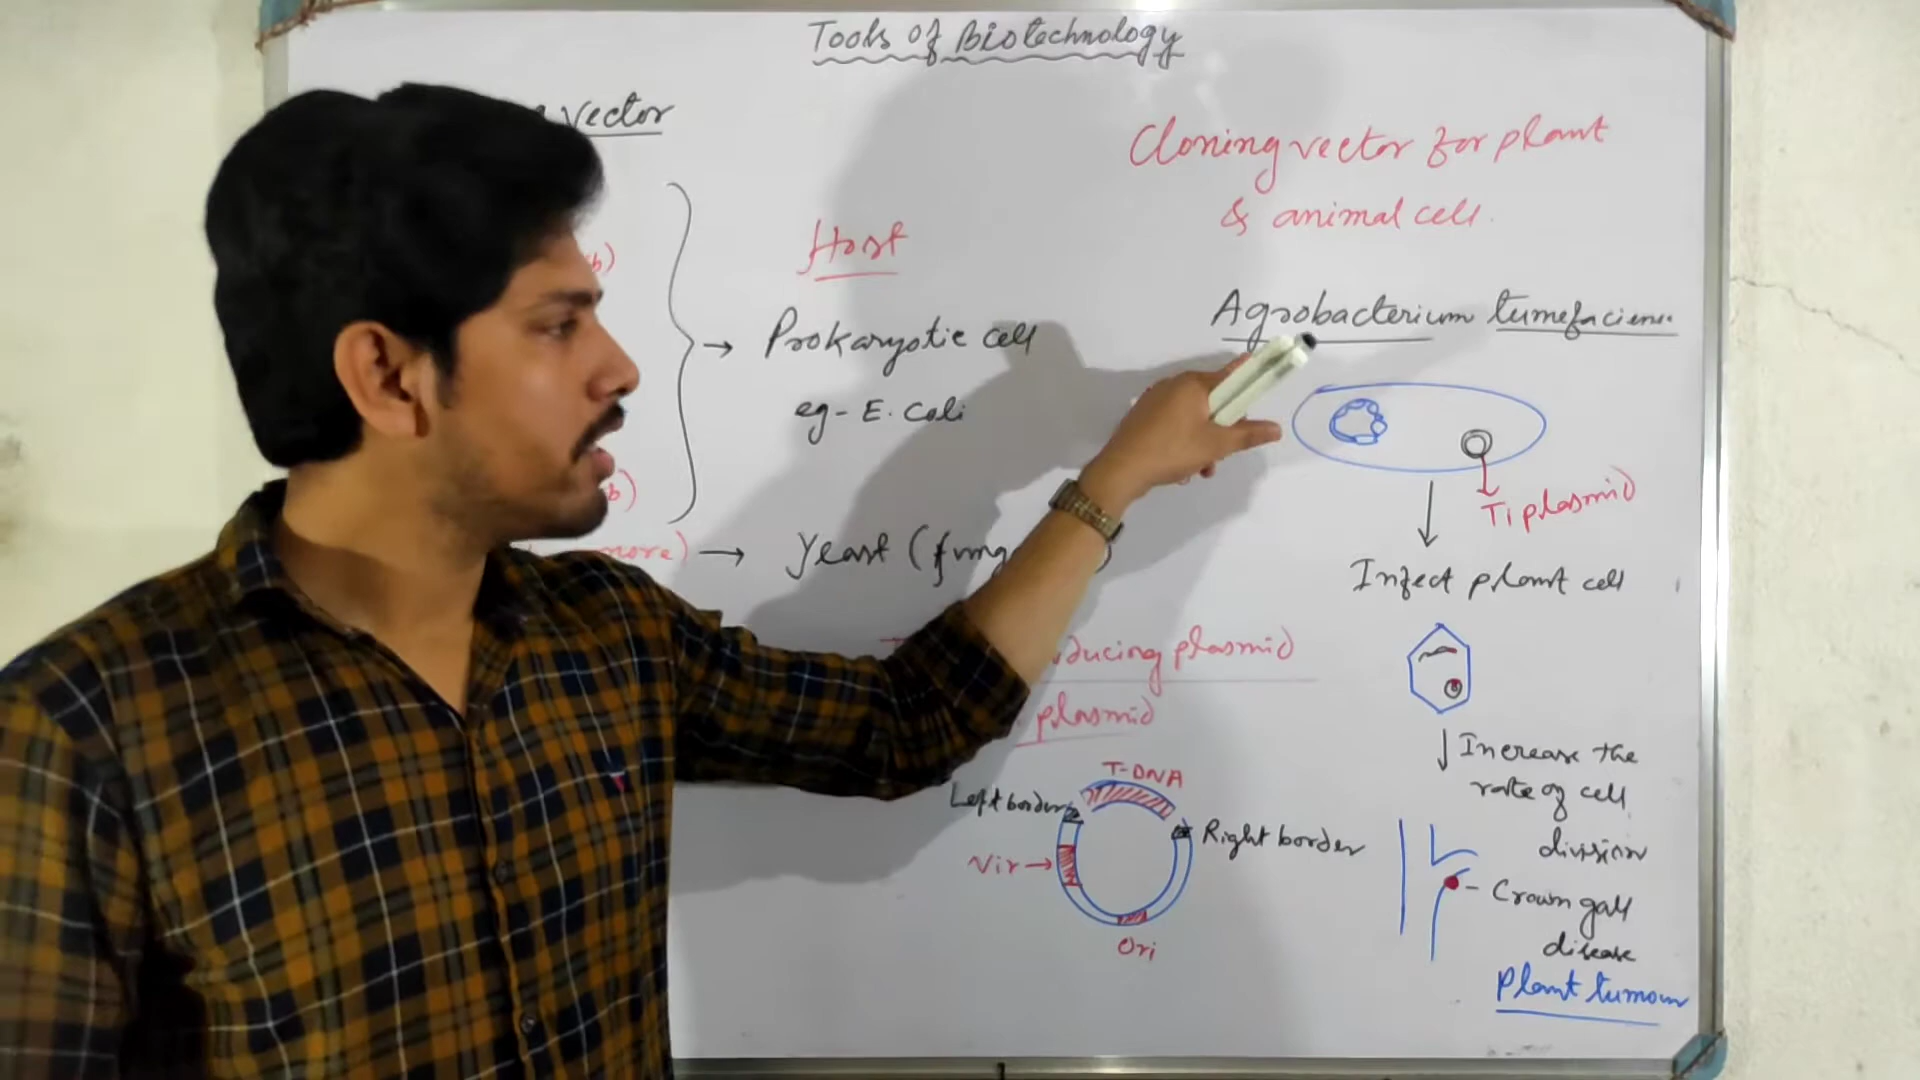 Tools of Biotechnology
vector
b)
b)
more)
Host
Prokaryotic cell
eg- E. Coli
yeast (fung )
ducing plasmid
plasmid
T-DNA
Left border
Right border
Vir
Ori
Cloning vector for plant
& animal cell.
Agrobacterium tumefaciens
Ti plasmid
Infect plant cell
Increase the
rate of cell
division
- Crown gall
disease
Plant tumour